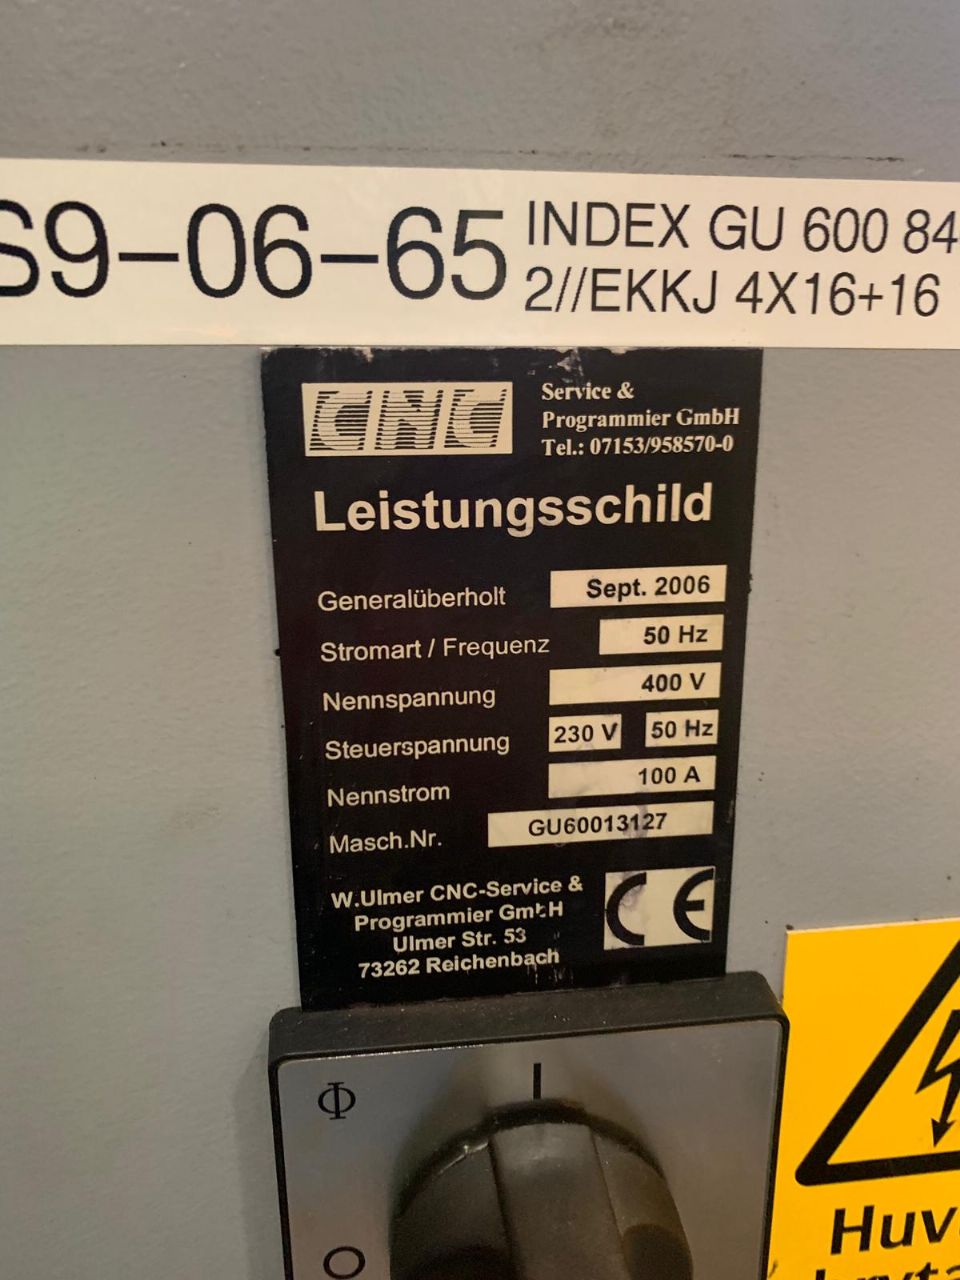 S9-06-65
INDEX GU 600 84
2//EKKJ 4X16+16
CNC
Service &
Programmier GmbH
Tel.: 07153/958570-0
Leistungsschild
Generalüberholt Sept. 2006
Stromart / Frequenz 50 Hz
Nennspannung 400 V
Steuerspannung 230 V 50 Hz
Nennstrom 100 A
Masch.Nr. GU60013127
W.Ulmer CNC-Service &
Programmier GmbH
Ulmer Str. 53
73262 Reichenbach
CE
I
O
Huv